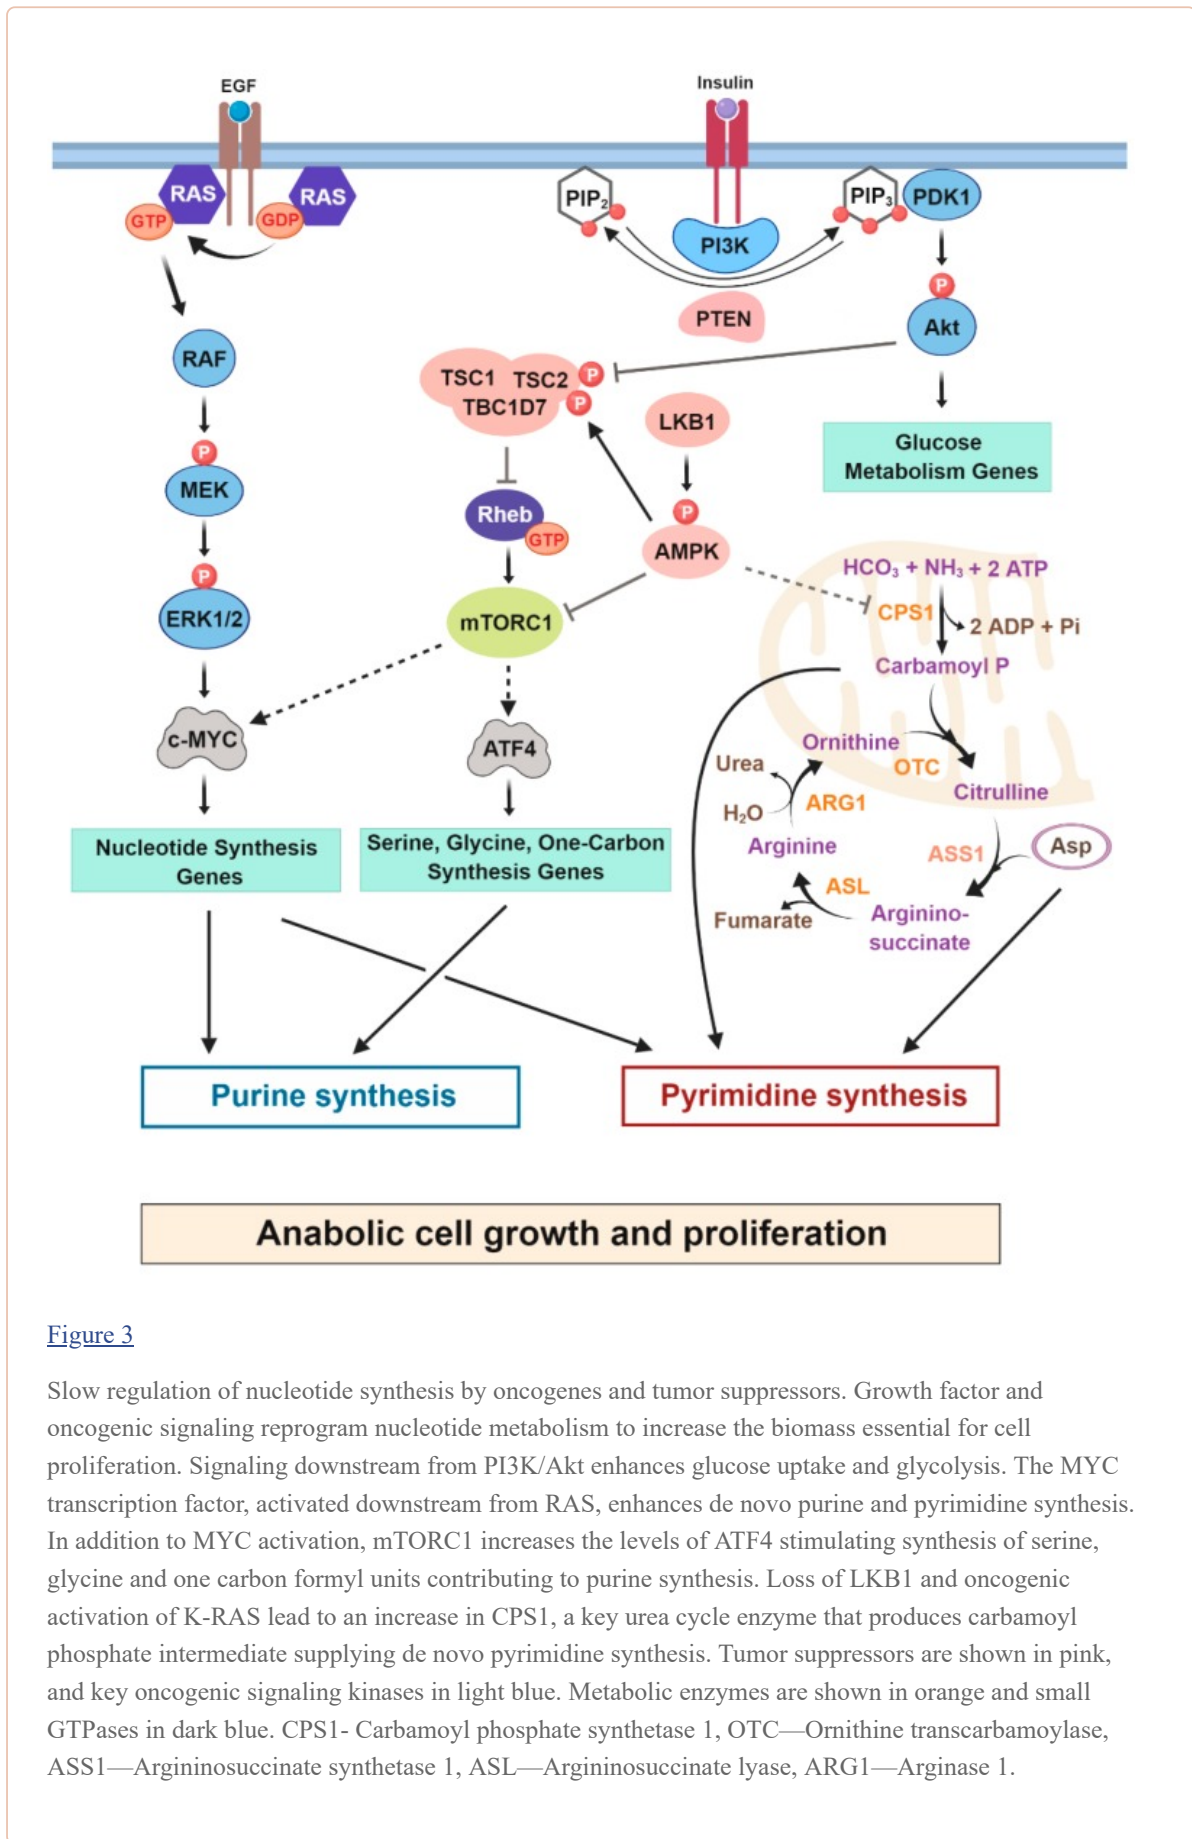 EGF
Insulin
RAS
GTP
GDP
RAS
PIP2
PI3K
PIP3
PDK1
PTEN
P
Akt
RAF
TSC1
TSC2
P
TBC1D7
P
LKB1
Glucose
Metabolism Genes
P
MEK
Rheb
GTP
P
AMPK
HCO3 + NH3 + 2 ATP
CPS1
2 ADP + Pi
P
ERK1/2
mTORC1
Carbamoyl P
c-MYC
ATF4
Ornithine
OTC
Urea
Citrulline
ARG1
H2O
Arginine
ASS1
Asp
Nucleotide Synthesis
Genes
Serine, Glycine, One-Carbon
Synthesis Genes
ASL
Fumarate
Arginino-
succinate
Purine synthesis
Pyrimidine synthesis
Anabolic cell growth and proliferation
Figure 3
Slow regulation of nucleotide synthesis by oncogenes and tumor suppressors. Growth factor and
oncogenic signaling reprogram nucleotide metabolism to increase the biomass essential for cell
proliferation. Signaling downstream from PI3K/Akt enhances glucose uptake and glycolysis. The MYC
transcription factor, activated downstream from RAS, enhances de novo purine and pyrimidine synthesis.
In addition to MYC activation, mTORC1 increases the levels of ATF4 stimulating synthesis of serine,
glycine and one carbon formyl units contributing to purine synthesis. Loss of LKB1 and oncogenic
activation of K-RAS lead to an increase in CPS1, a key urea cycle enzyme that produces carbamoyl
phosphate intermediate supplying de novo pyrimidine synthesis. Tumor suppressors are shown in pink,
and key oncogenic signaling kinases in light blue. Metabolic enzymes are shown in orange and small
GTPases in dark blue. CPS1- Carbamoyl phosphate synthetase 1, OTC—Ornithine transcarbamoylase,
ASS1—Argininosuccinate synthetase 1, ASL—Argininosuccinate lyase, ARG1—Arginase 1.